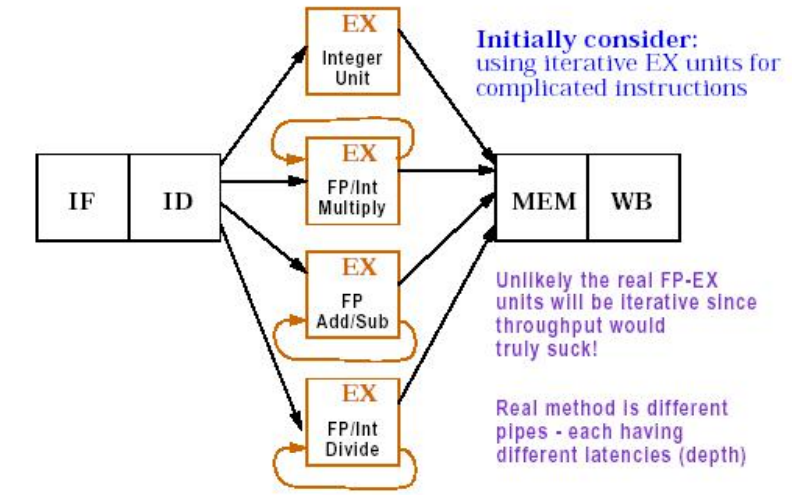 EX
Integer
Unit
Initially consider:
using iterative EX units for
complicated instructions
EX
FP/Int
Multiply
IF
ID
MEM
WB
EX
FP
Add/Sub
Unlikely the real FP-EX
units will be iterative since
throughput would
truly suck!
EX
FP/Int
Divide
Real method is different
pipes - each having
different latencies (depth)